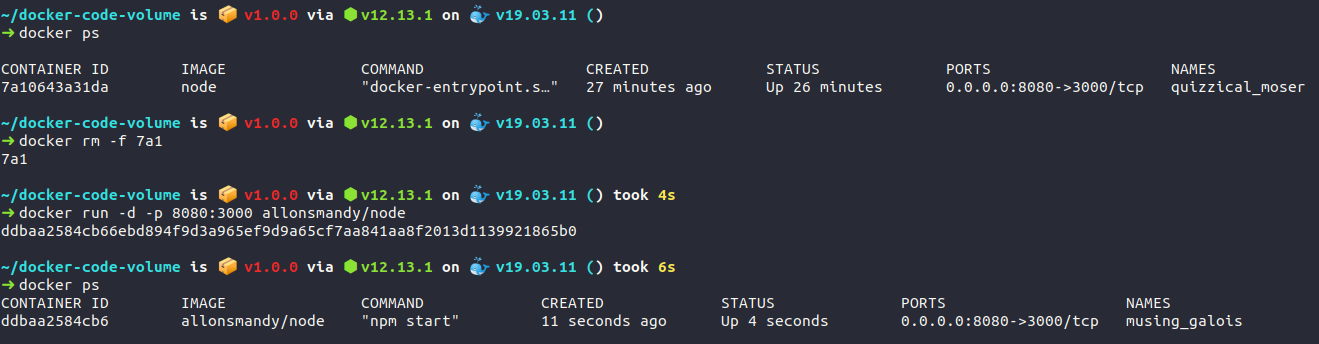 ~/docker-code-volume is 📦 v1.0.0 via ⬢ v12.13.1 on 🐳 v19.03.11 ()
➜ docker ps
CONTAINER ID IMAGE COMMAND CREATED STATUS PORTS NAMES
7a10643a31da node "docker-entrypoint.s…" 27 minutes ago Up 26 minutes 0.0.0.0:8080->3000/tcp quizzical_moser
~/docker-code-volume is 📦 v1.0.0 via ⬢ v12.13.1 on 🐳 v19.03.11 ()
➜ docker rm -f 7a1
7a1
~/docker-code-volume is 📦 v1.0.0 via ⬢ v12.13.1 on 🐳 v19.03.11 () took 4s
➜ docker run -d -p 8080:3000 allonsmandy/node
ddbaa2584cb66ebd894f9d3a965ef9d9a65cf7aa841aa8f2013d1139921865b0
~/docker-code-volume is 📦 v1.0.0 via ⬢ v12.13.1 on 🐳 v19.03.11 () took 6s
➜ docker ps
CONTAINER ID IMAGE COMMAND CREATED STATUS PORTS NAMES
ddbaa2584cb6 allonsmandy/node "npm start" 11 seconds ago Up 4 seconds 0.0.0.0:8080->3000/tcp musing_galois